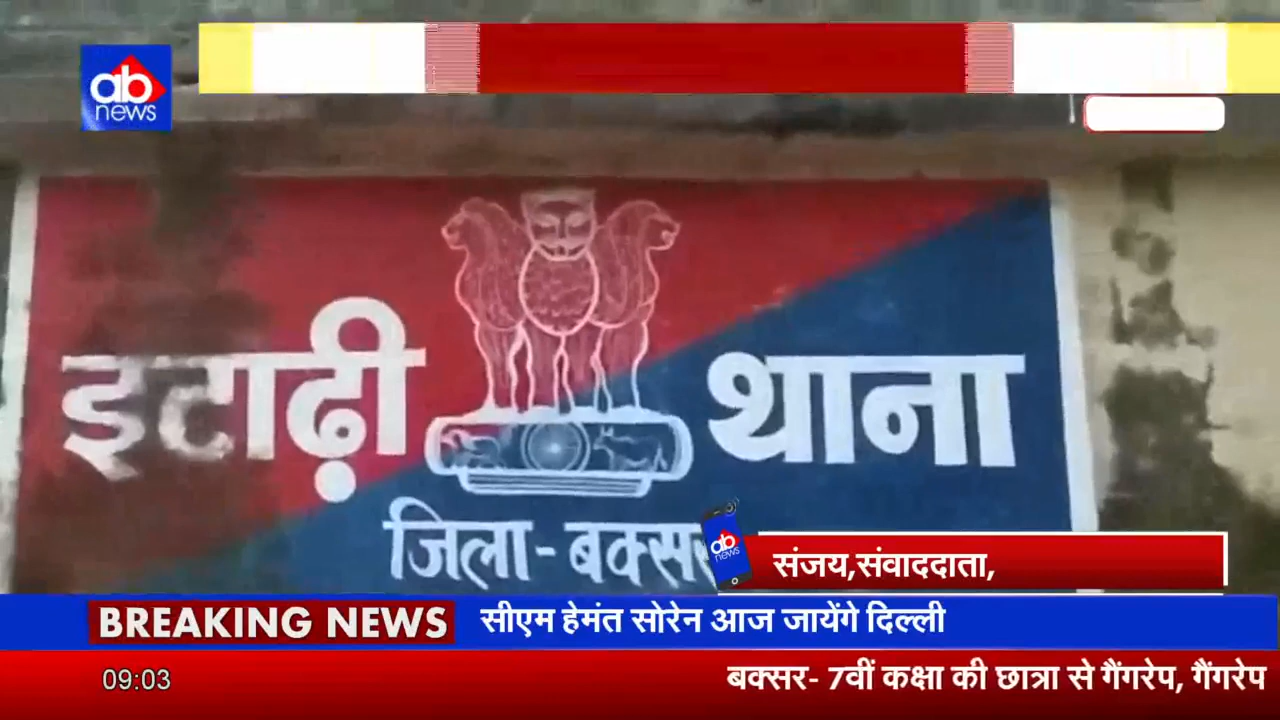 ab
news
इटाढ़ी थाना
जिला - बक्सर
ab
news
संजय,संवाददाता,
BREAKING NEWS सीएम हेमंत सोरेन आज जायेंगे दिल्ली
09:03 बक्सर- 7वीं कक्षा की छात्रा से गैंगरेप, गैंगरेप